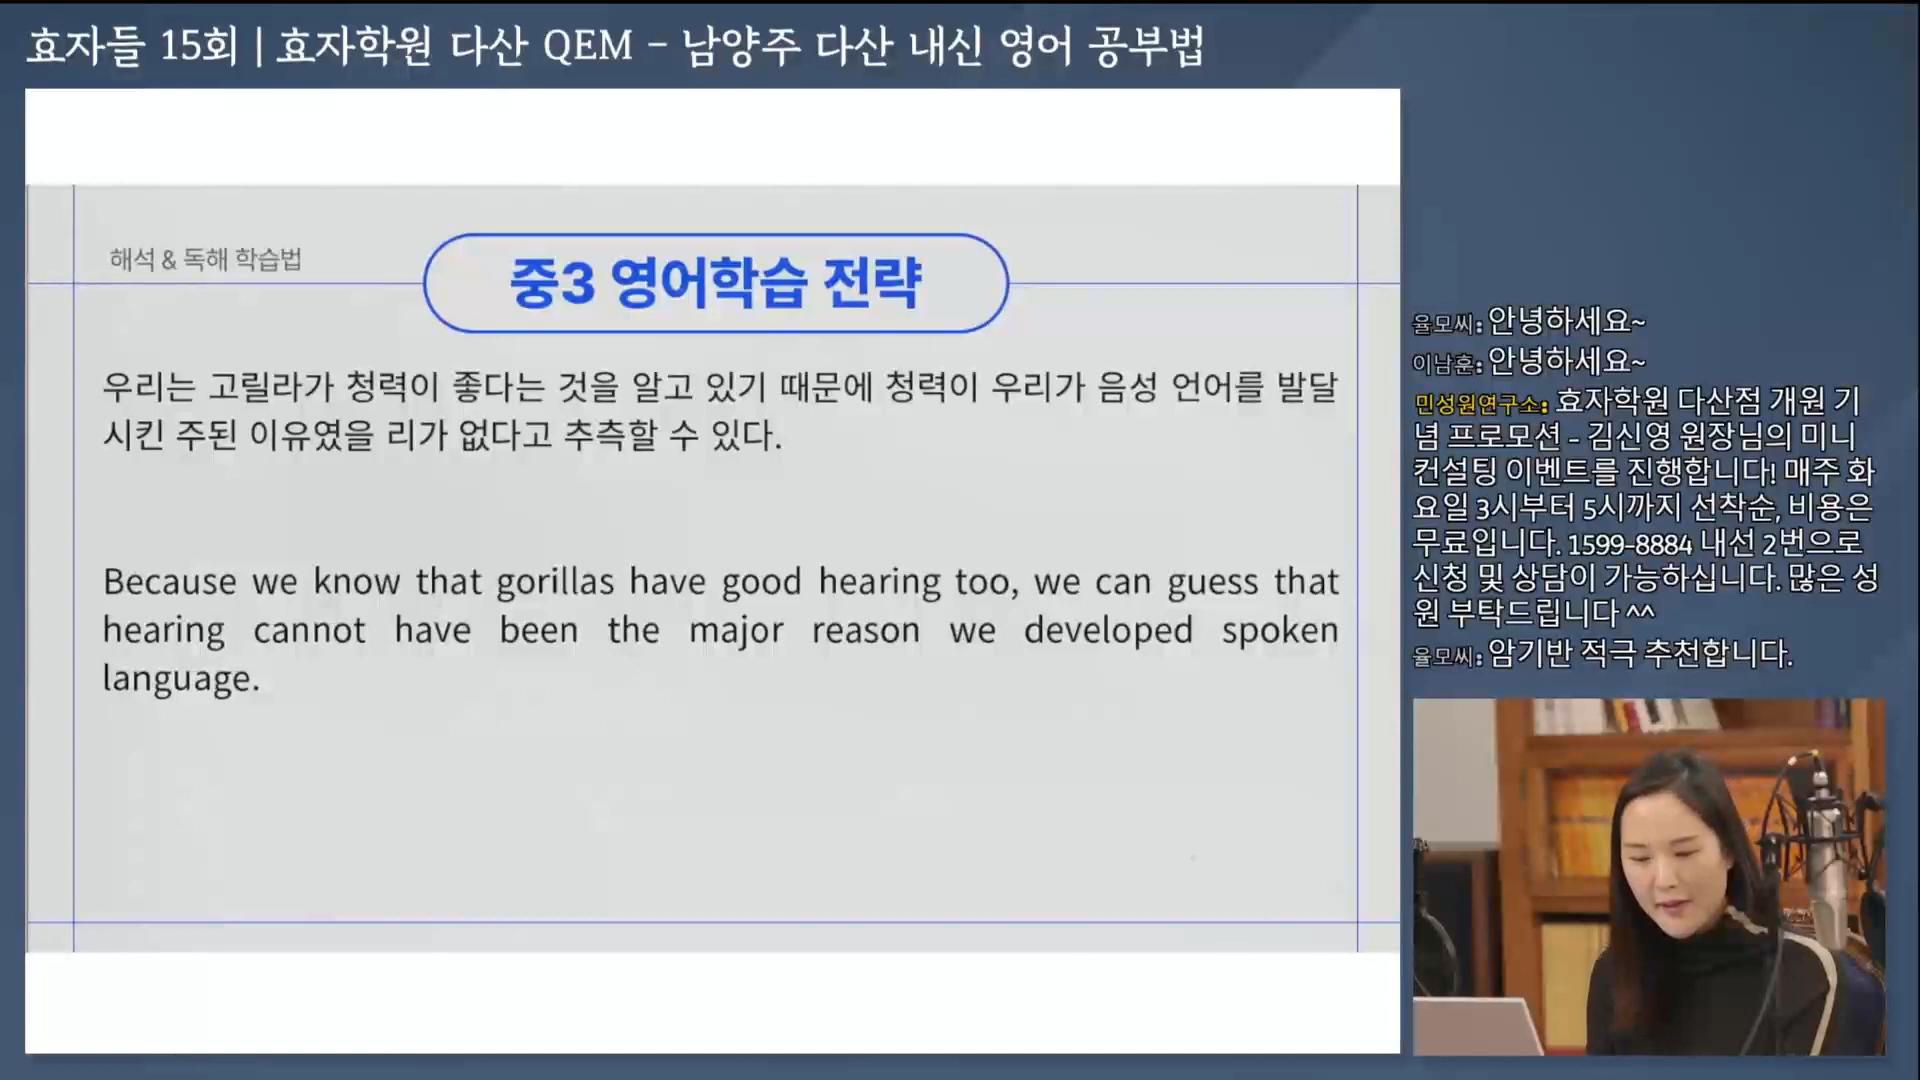 효자들 15회 | 효자학원 다산 QEM - 남양주 다산 내신 영어 공부법
해석 & 독해 학습법
중3 영어학습 전략
우리는 고릴라가 청력이 좋다는 것을 알고 있기 때문에 청력이 우리가 음성 언어를 발달
시킨 주된 이유였을 리가 없다고 추측할 수 있다.
Because we know that gorillas have good hearing too, we can guess that
hearing cannot have been the major reason we developed spoken
language.
율모씨: 안녕하세요~
이남훈: 안녕하세요~
민성원연구소: 효자학원 다산점 개원 기
념 프로모션 - 김신영 원장님의 미니
컨설팅 이벤트를 진행합니다! 매주 화
요일 3시부터 5시까지 선착순, 비용은
무료입니다. 1599-8884 내선 2번으로
신청 및 상담이 가능하십니다. 많은 성
원 부탁드립니다 ^^
율모씨: 암기반 적극 추천합니다.